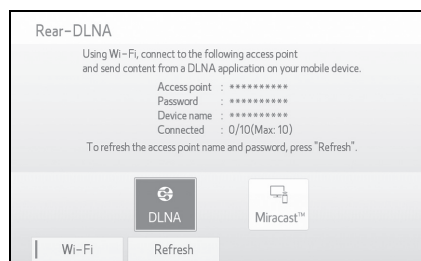 Rear-DLNA
Using Wi-Fi, connect to the following access point
and send content from a DLNA application on your mobile device.
Access point : **********
Password : **********
Device name : **********
Connected : 0/10(Max: 10)
To refresh the access point name and password, press "Refresh".
DLNA Miracast™
Wi-Fi Refresh